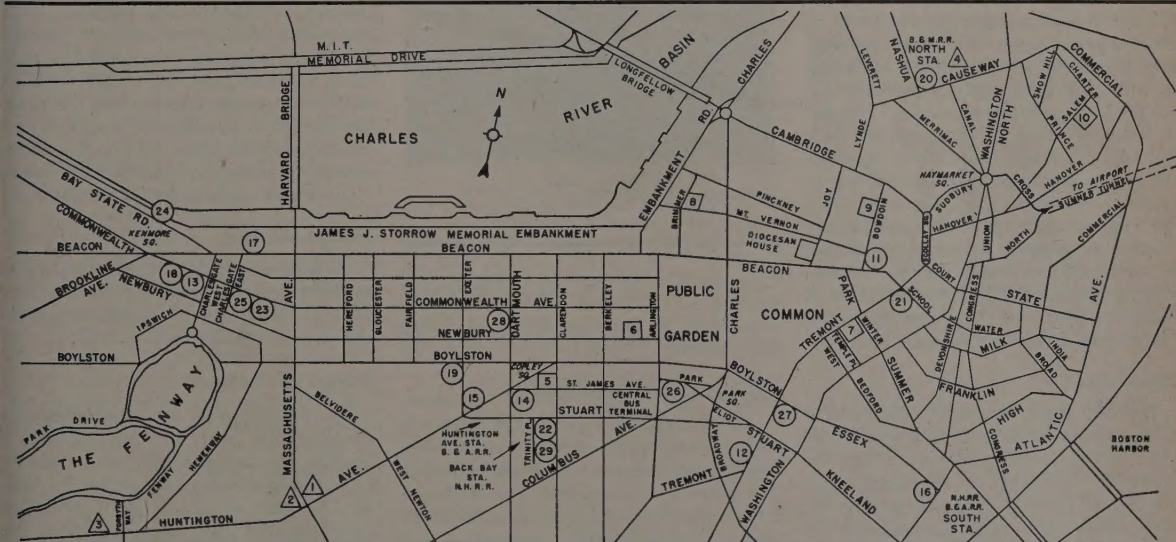 M.I.T.
MEMORIAL DRIVE
HARVARD BRIDGE
CHARLES
RIVER
BASIN
LONGFELLOW
BRIDGE
N
CHARLES
EMBANKMENT RD.
B. & M. R.R.
NORTH
STA.
4
20
NASHUA
CAUSEWAY
LEVERETT
LYNDE
MERRIMAC
CANAL
WASHINGTON
NORTH
SNOW HILL
CHARTER
COMMERCIAL
SALEM
10
PRINCE
HANOVER
CROSS
HAYMARKET
SQ.
SUDBURY
HANOVER
UNION
NORTH
TO AIRPORT
SUMNER TUNNEL
COMMERCIAL
CAMBRIDGE
JOY
BOWDOIN
9
PINCKNEY
MT. VERNON
DIOCESAN
HOUSE
BRIMMER
8
BEACON
11
COURT
STATE
AVE.
BAY STATE RD.
24
KENMORE
SQ.
COMMONWEALTH
BEACON
BROOKLINE
AVE.
NEWBURY
18
13
17
CHARLESGATE
WEST
CHARLESGATE
EAST
25
23
AVE.
JAMES J. STORROW MEMORIAL EMBANKMENT
BEACON
HEREFORD
GLOUCESTER
FAIRFIELD
EXETER
DARTMOUTH
CLARENDON
BERKELEY
ARLINGTON
COMMONWEALTH AVE.
28
NEWBURY
6
PUBLIC
GARDEN
CHARLES
COMMON
PARK
TREMONT
7
WINTER
TEMPLE PL.
WEST
BEDFORD
SUMMER
21
SCHOOL
DEVONSHIRE
CONGRESS
WATER
MILK
INDIA
BROAD
FRANKLIN
HIGH
CONGRESS
ATLANTIC
BOSTON
HARBOR
IPSWICH
BOYLSTON
BOYLSTON
19
COPLEY
SQ.
5
ST. JAMES AVE.
15
14
STUART
CENTRAL
BUS
TERMINAL
26
PARK
PARK
SQ.
BOYLSTON
ELIOT
STUART
BROADWAY
12
27
ESSEX
KNEELAND
TREMONT
WASHINGTON
16
N.H.RR.
B.& A.RR.
SOUTH
STA.
PARK DRIVE
THE FENWAY
FENWAY
HEMENWAY
FORSYTH
WAY
3
HUNTINGTON
MASSACHUSETTS
2
1
AVE.
BELVIDERE
WEST NEWTON
HUNTINGTON
AVE. STA.
B. & A.R.R.
BACK BAY
STA.
N.H. R.R.
TRINITY PL.
22
29
COLUMBUS AVE.